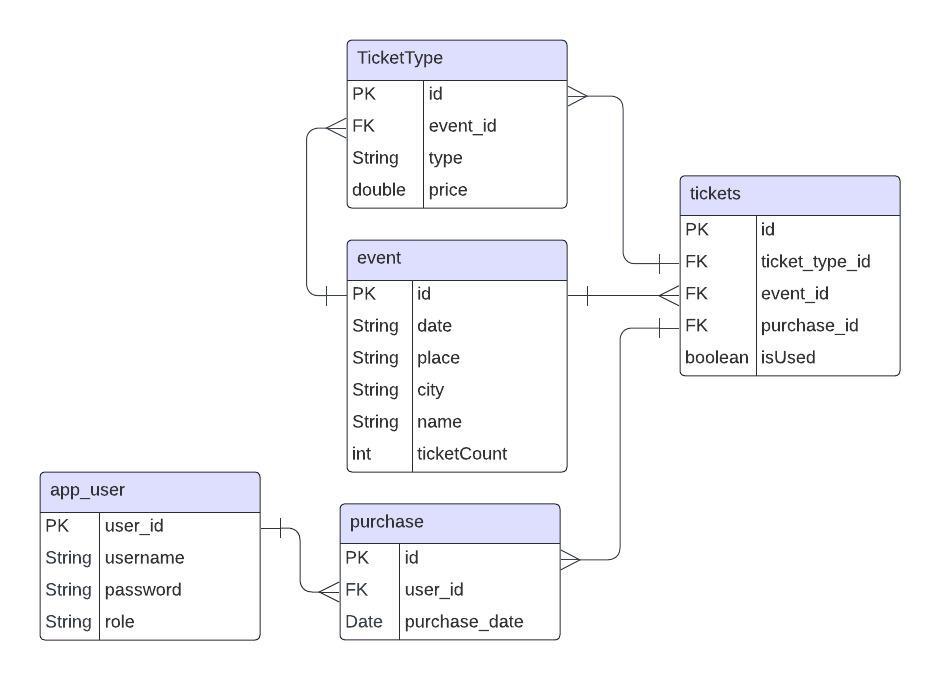 TicketType
PK id
FK event_id
String type
double price
event
PK id
String date
String place
String city
String name
int ticketCount
tickets
PK id
FK ticket_type_id
FK event_id
FK purchase_id
boolean isUsed
app_user
PK user_id
String username
String password
String role
purchase
PK id
FK user_id
Date purchase_date